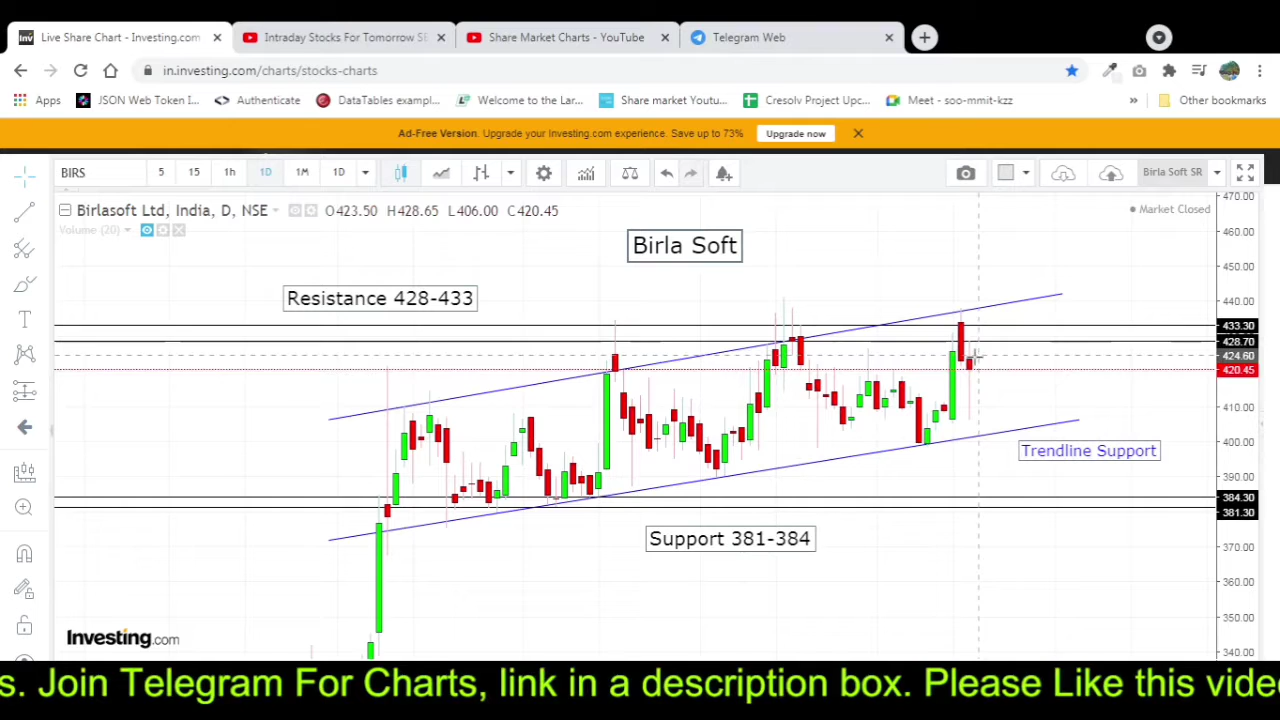 Live Share Chart - Investing.com
Intraday Stocks For Tomorrow SE
Share Market Charts - YouTube
Telegram Web
in.investing.com/charts/stocks-charts
Apps
JSON Web Token I...
Authenticate
DataTables exampl...
Welcome to the Lar...
Share market Youtu...
Cresolv Project Upc...
Meet - soo-mmit-kzz
»
Other bookmarks
Ad-Free Version. Upgrade your Investing.com experience. Save up to 73%
Upgrade now
BIRS
5
15
1h
1D
1M
1D
Birla Soft SR
Birlasoft Ltd, India, D, NSE
O423.50 H428.65 L406.00 C420.45
Market Closed
Volume (20)
Birla Soft
Resistance 428-433
Trendline Support
Support 381-384
470.00
460.00
450.00
440.00
433.30
428.70
424.60
420.45
410.00
400.00
390.00
384.30
381.30
370.00
360.00
350.00
340.00
Investing.com
s. Join Telegram For Charts, link in a description box. Please Like this vide